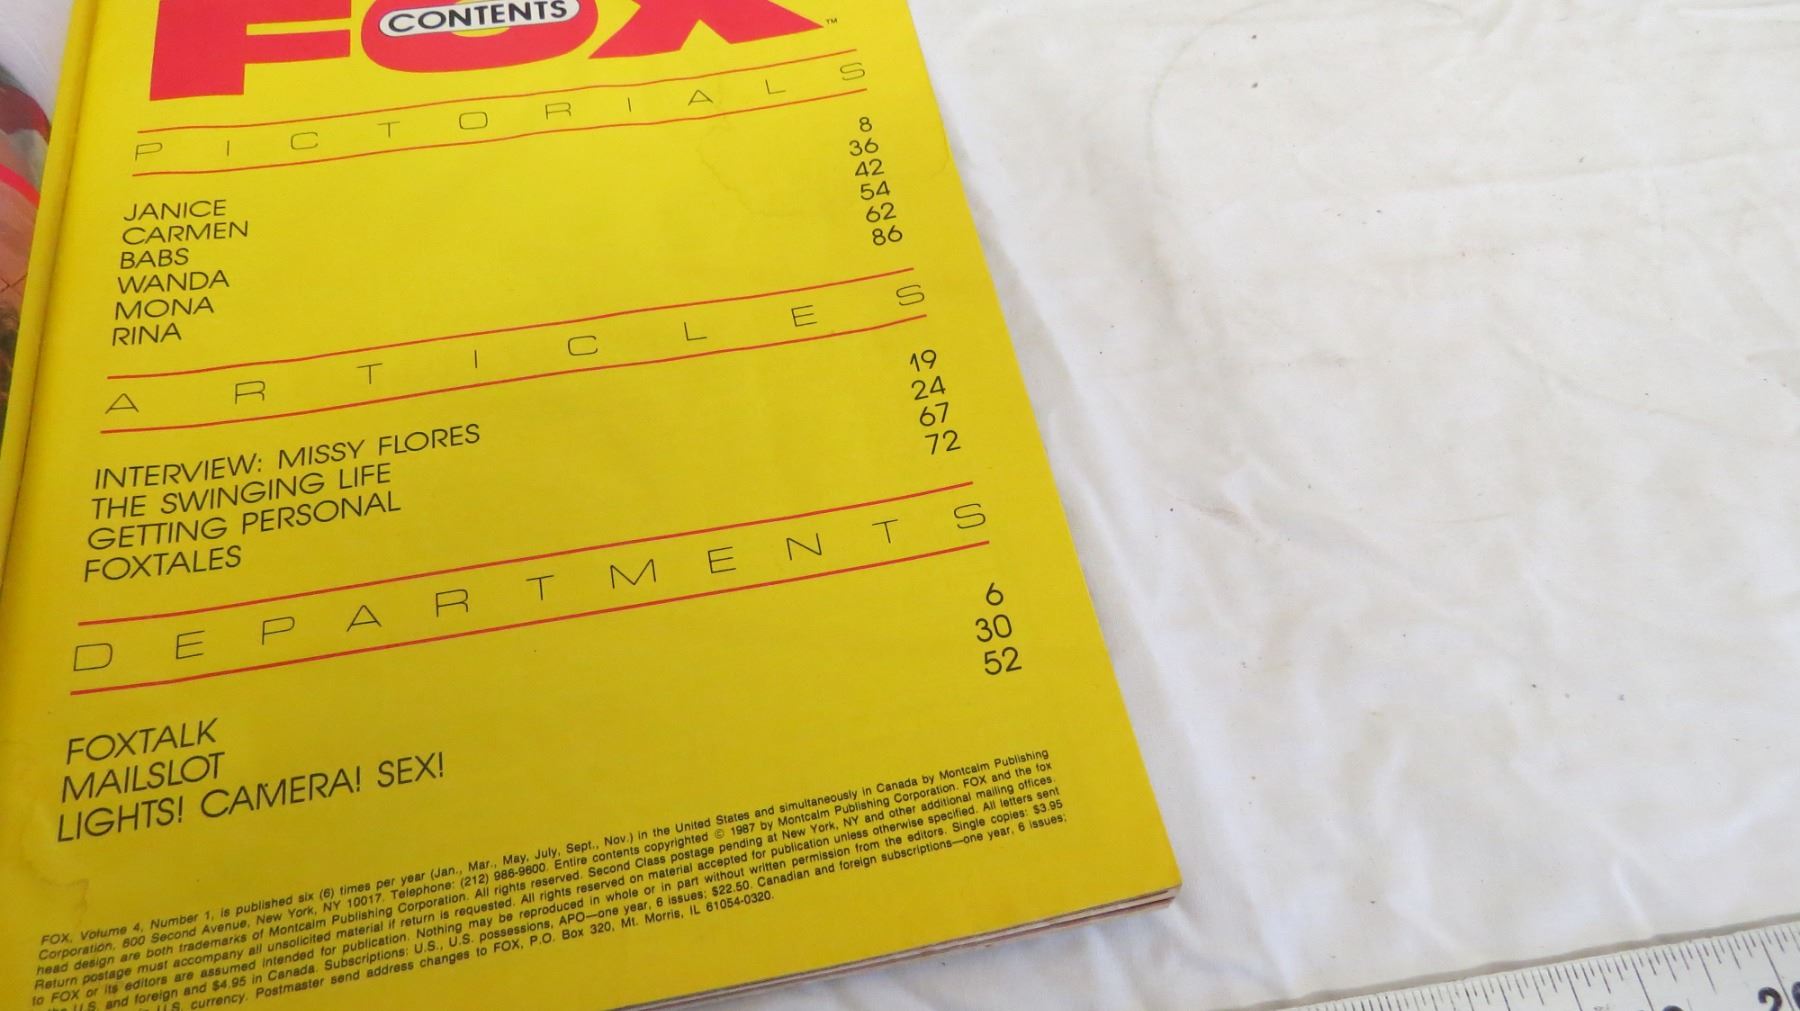 FOX
CONTENTS
™
PICTORIALS
JANICE 8
CARMEN 36
BABS 42
WANDA 54
MONA 62
RINA 86
ARTICLES
INTERVIEW: MISSY FLORES 19
THE SWINGING LIFE 24
GETTING PERSONAL 67
FOXTALES 72
DEPARTMENTS
FOXTALK 6
MAILSLOT 30
LIGHTS! CAMERA! SEX! 52
FOX, Volume 4, Number 1, is published six (6) times per year (Jan., Mar., May, July, Sept., Nov.) in the United States and simultaneously in Canada by Montcalm Publishing
Corporation, 800 Second Avenue, New York, NY 10017. Telephone: (212) 986-9600. Entire contents copyrighted © 1987 by Montcalm Publishing Corporation. FOX and the fox
head design are both trademarks of Montcalm Publishing Corporation. All rights reserved. Second Class postage pending at New York, NY and other additional mailing offices.
Return postage must accompany all unsolicited material if return is requested. All rights reserved on material accepted for publication unless otherwise specified. All letters sent
to FOX or its editors are assumed intended for publication. Nothing may be reproduced in whole or in part without written permission from the editors. Single copies: $3.95
the U.S. and foreign and $4.95 in Canada. Subscriptions: U.S., U.S. possessions, APO—one year, 6 issues: $22.50. Canadian and foreign subscriptions—one year, 6 issues:
U.S. currency. Postmaster send address changes to FOX, P.O. Box 320, Mt. Morris, IL 61054-0320.